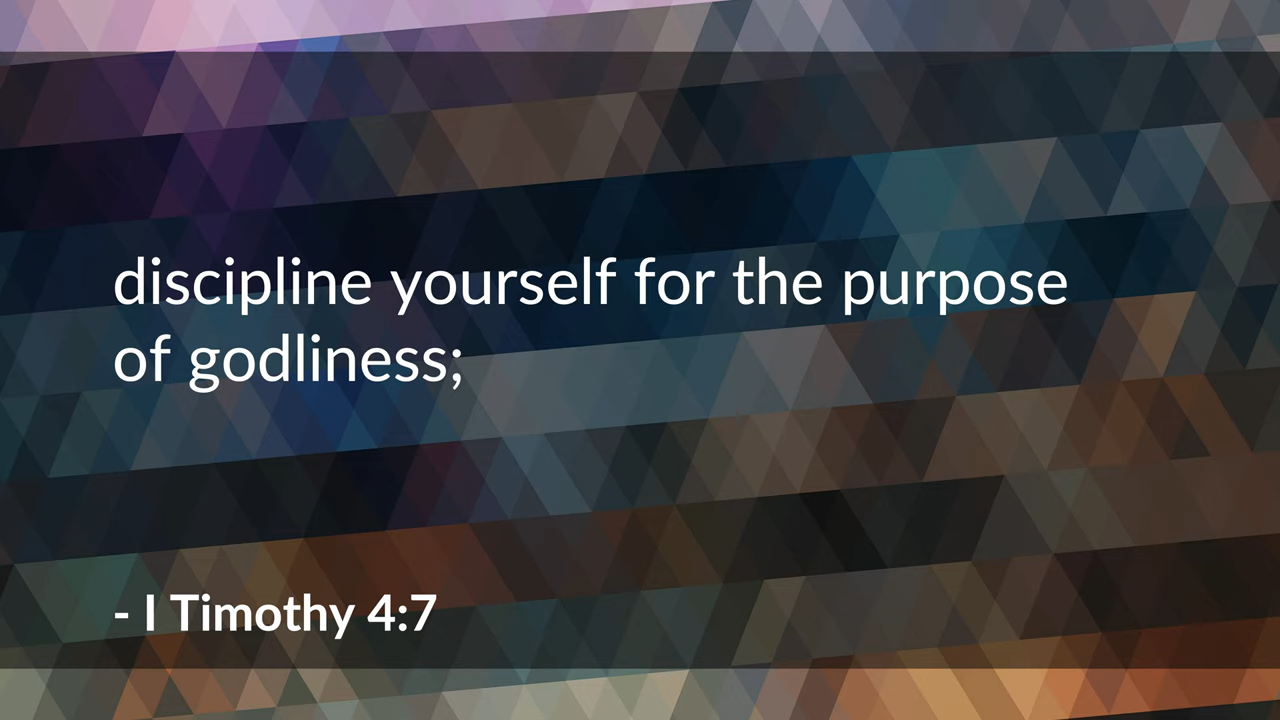 discipline yourself for the purpose
of godliness;
- I Timothy 4:7